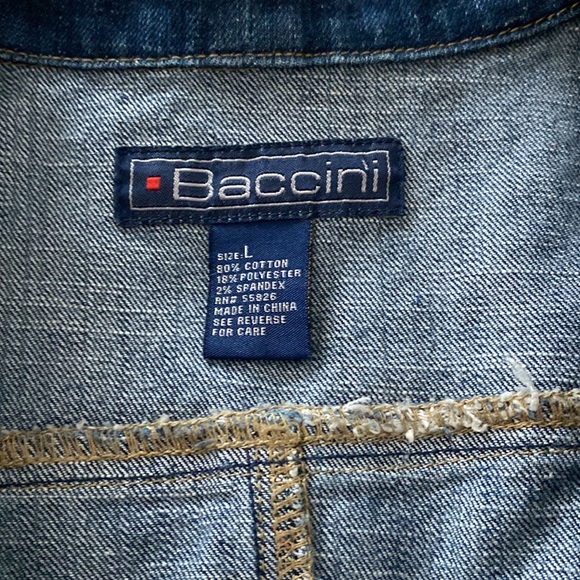 Baccini
SIZE: L
80% COTTON
18% POLYESTER
2% SPANDEX
RN# 55826
MADE IN CHINA
SEE REVERSE
FOR CARE